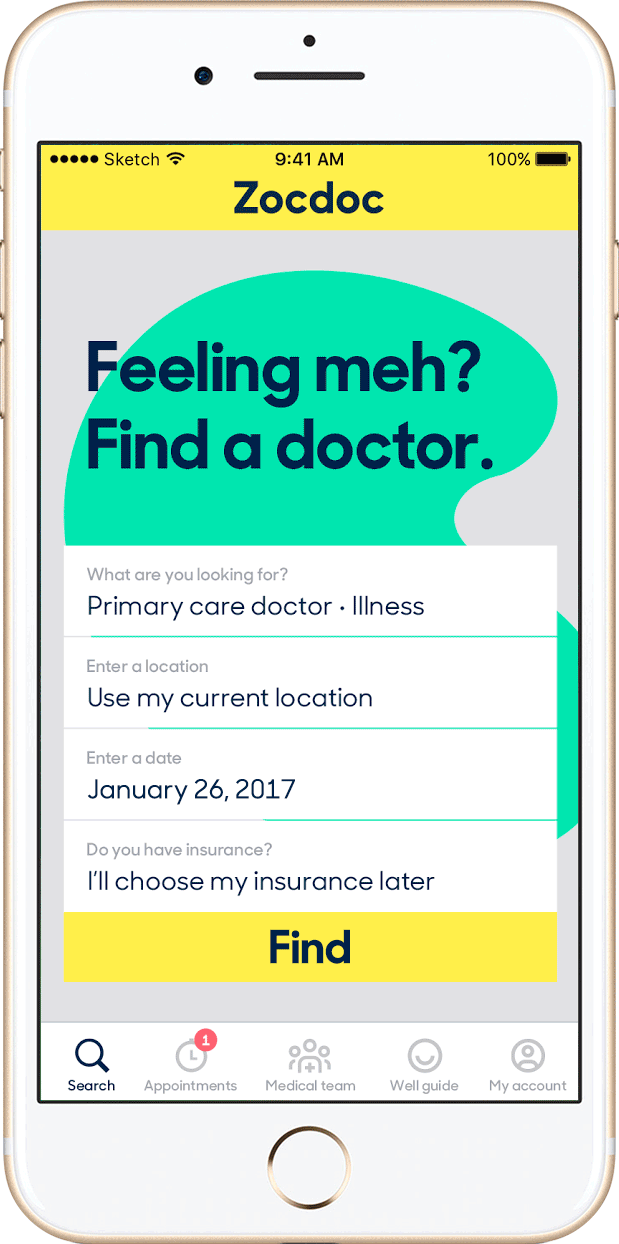 Sketch 9:41 AM 100%
Zocdoc
Feeling meh?
Find a doctor.
What are you looking for?
Primary care doctor · Illness
Enter a location
Use my current location
Enter a date
January 26, 2017
Do you have insurance?
I'll choose my insurance later
Find
1
Search Appointments Medical team Well guide My account